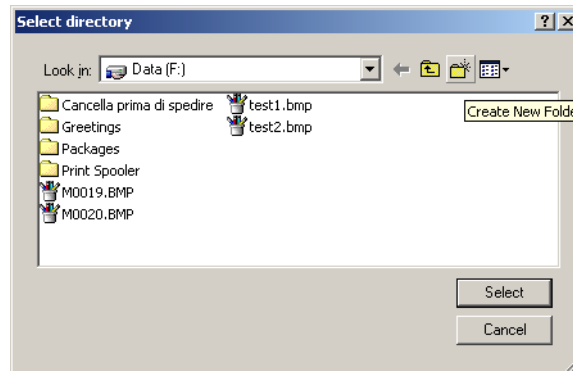 Select directory
Look in: Data (F:)
Cancella prima di spedire test1.bmp
Greetings test2.bmp
Packages
Print Spooler
M0019.BMP
M0020.BMP
Create New Folde
Select
Cancel